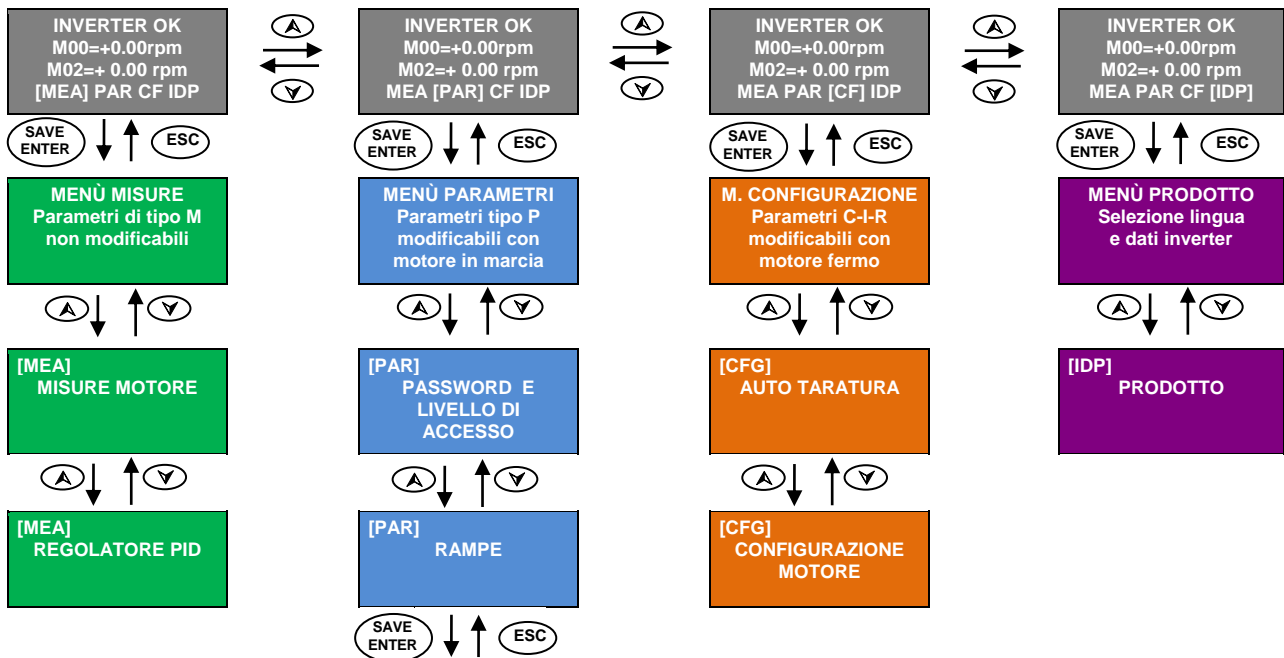 INVERTER OK
M00=+0.00rpm
M02=+ 0.00 rpm
[MEA] PAR CF IDP
INVERTER OK
M00=+0.00rpm
M02=+ 0.00 rpm
MEA [PAR] CF IDP
INVERTER OK
M00=+0.00rpm
M02=+ 0.00 rpm
MEA PAR [CF] IDP
INVERTER OK
M00=+0.00rpm
M02=+ 0.00 rpm
MEA PAR CF [IDP]
SAVE
ENTER
ESC
SAVE
ENTER
ESC
SAVE
ENTER
ESC
SAVE
ENTER
ESC
MENÙ MISURE
Parametri di tipo M
non modificabili
MENÙ PARAMETRI
Parametri tipo P
modificabili con
motore in marcia
M. CONFIGURAZIONE
Parametri C-I-R
modificabili con
motore fermo
MENÙ PRODOTTO
Selezione lingua
e dati inverter
[MEA]
MISURE MOTORE
[PAR]
PASSWORD E
LIVELLO DI
ACCESSO
[CFG]
AUTO TARATURA
[IDP]
PRODOTTO
[MEA]
REGOLATORE PID
[PAR]
RAMPE
[CFG]
CONFIGURAZIONE
MOTORE
SAVE
ENTER
ESC